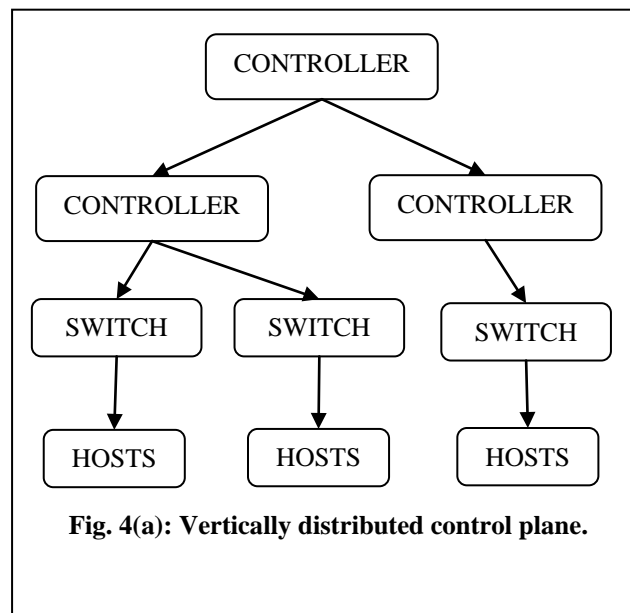 CONTROLLER
CONTROLLER
CONTROLLER
SWITCH
SWITCH
SWITCH
HOSTS
HOSTS
HOSTS
Fig. 4(a): Vertically distributed control plane.